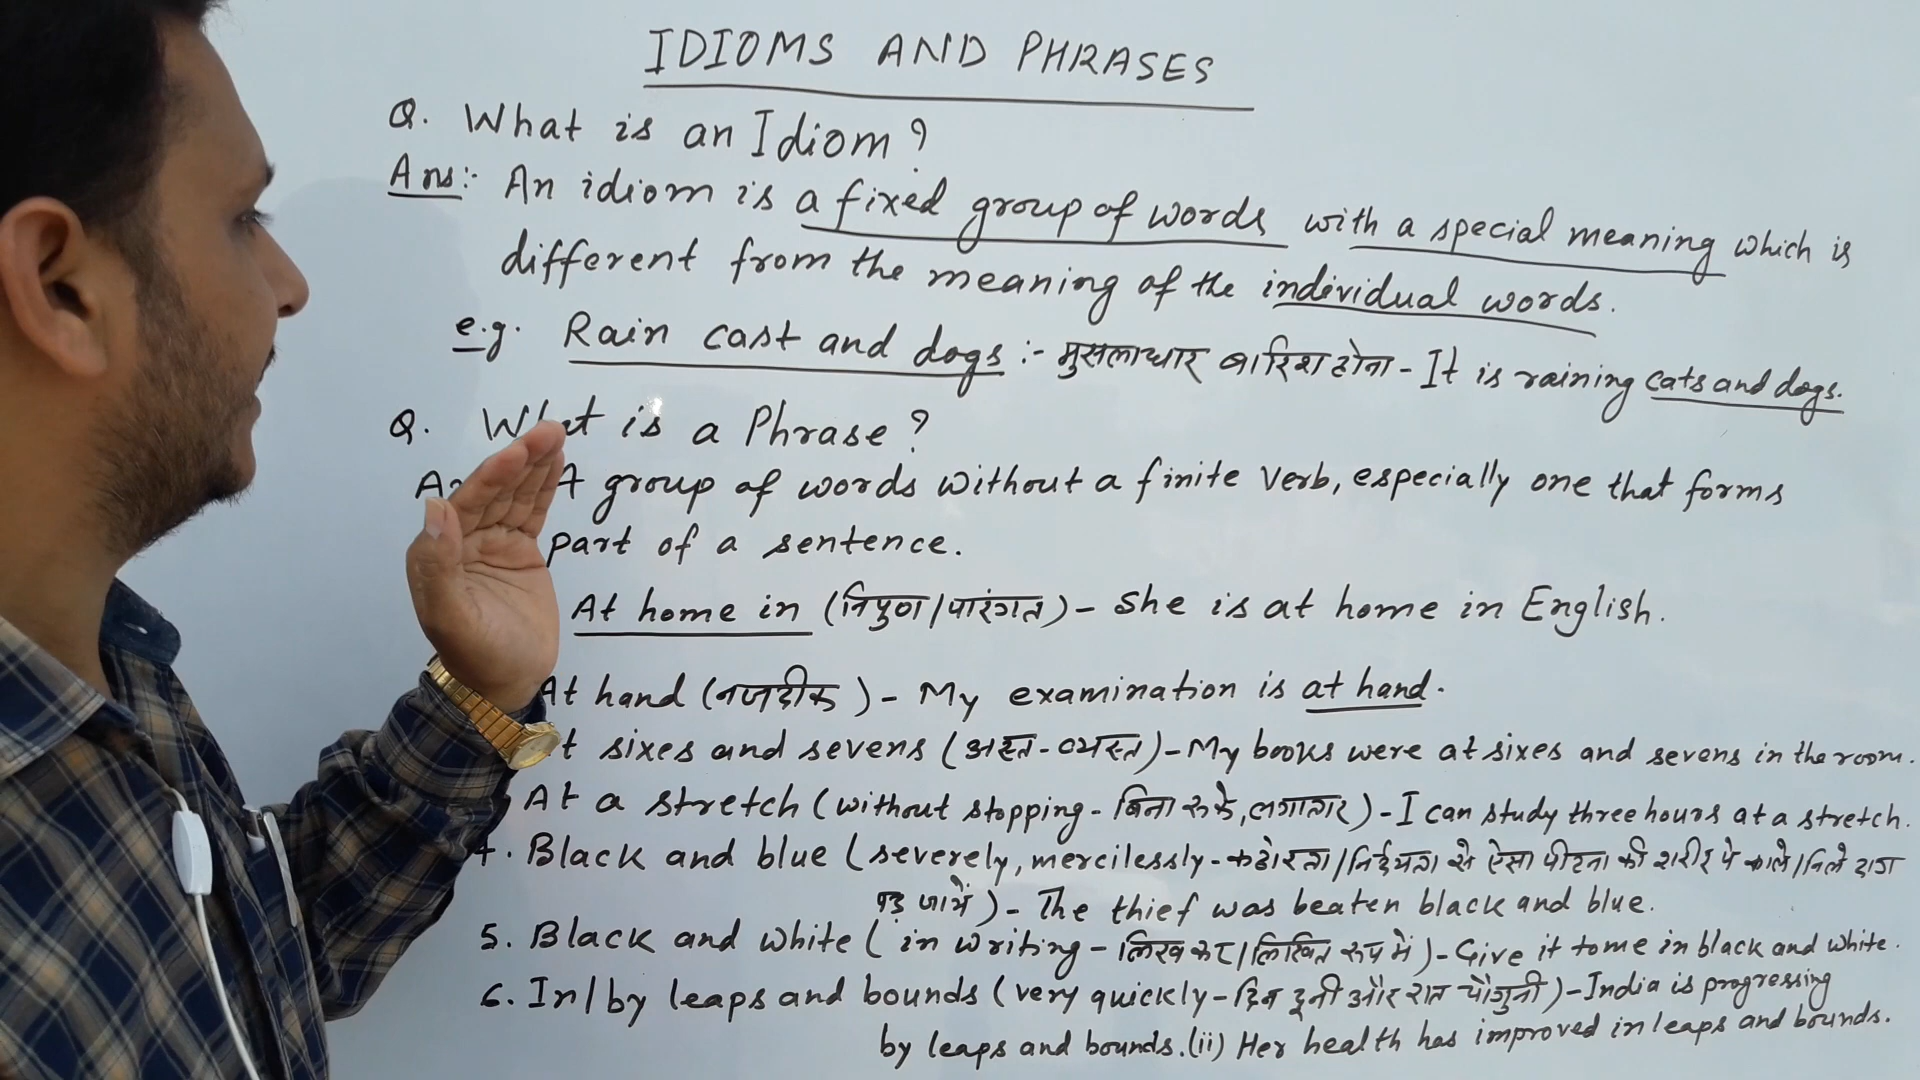 IDIOMS AND PHRASES
Q. What is an Idiom?
Ans:- An idiom is a fixed group of words with a special meaning which is
different from the meaning of the individual words.
e.g. Rain cast and dogs :- मुसलाधार बारिश होना - It is raining cats and dogs.
Q. What is a Phrase?
A group of words without a finite verb, especially one that forms
part of a sentence.
At home in (निपुण/पारंगत) - She is at home in English.
At hand (नजदीक) - My examination is at hand.
t sixes and sevens (अस्त-व्यस्त) - My books were at sixes and sevens in the room.
At a stretch (without stopping - बिना रुके, लगातार) - I can study three hours at a stretch.
4. Black and blue (severely, mercilessly - कठोरता/निर्दयता से ऐसा पीटना की शरीर पे काले/निले दाग
पड़ जायें) - The thief was beaten black and blue.
5. Black and white (in writing - लिख कर/लिखित रूप में) - Give it to me in black and white.
6. In/by leaps and bounds (very quickly - दिन दूनी और रात चौगुनी) - India is progressing
by leaps and bounds. (ii) Her health has improved in leaps and bounds.